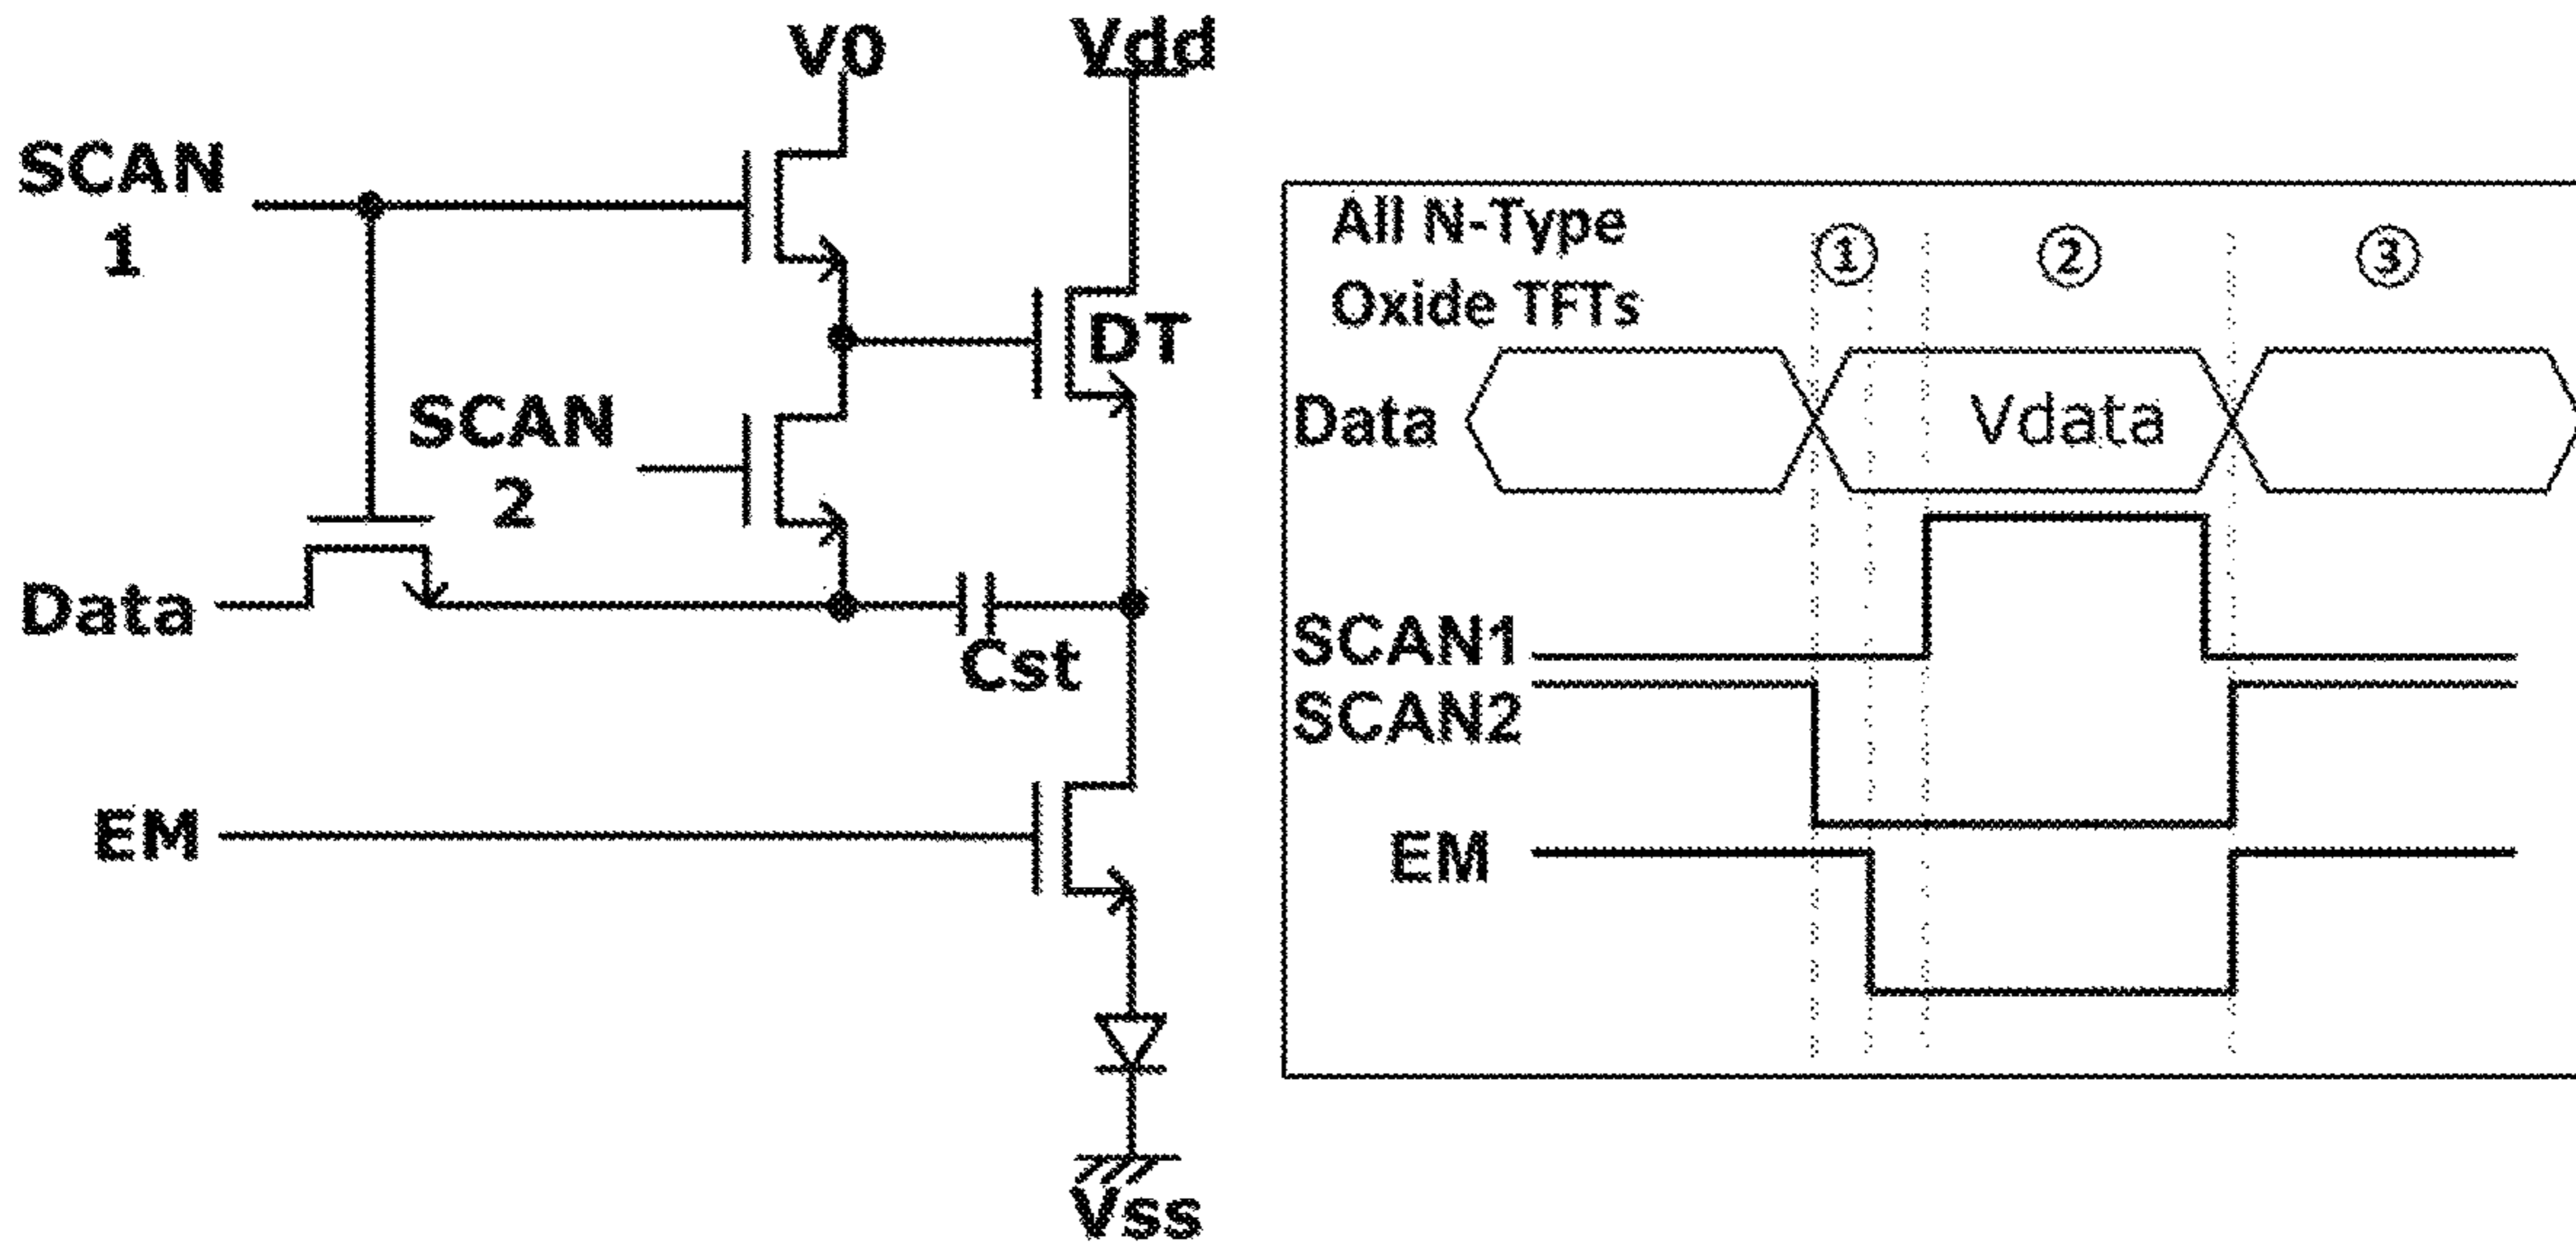 V0
Vdd
SCAN
1
DT
SCAN
2
Data
Cst
EM
Vss
All N-Type
Oxide TFTs
① ② ③
Data
Vdata
SCAN1
SCAN2
EM